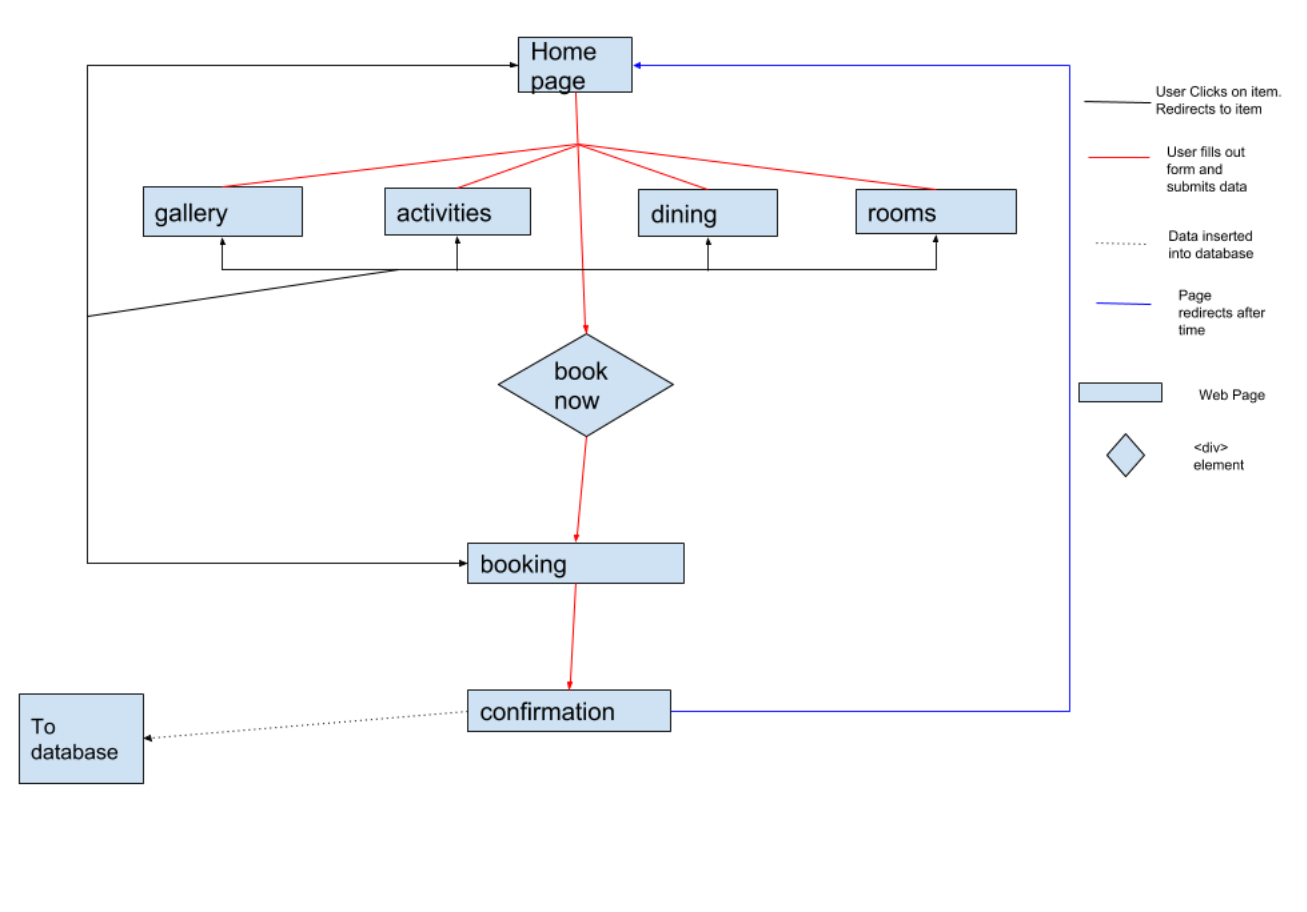 Home
page
User Clicks on item.
Redirects to item
User fills out
form and
submits data
gallery
activities
dining
rooms
Data inserted
into database
Page
redirects after
time
book
now
Web Page
<div>
element
booking
confirmation
To
database